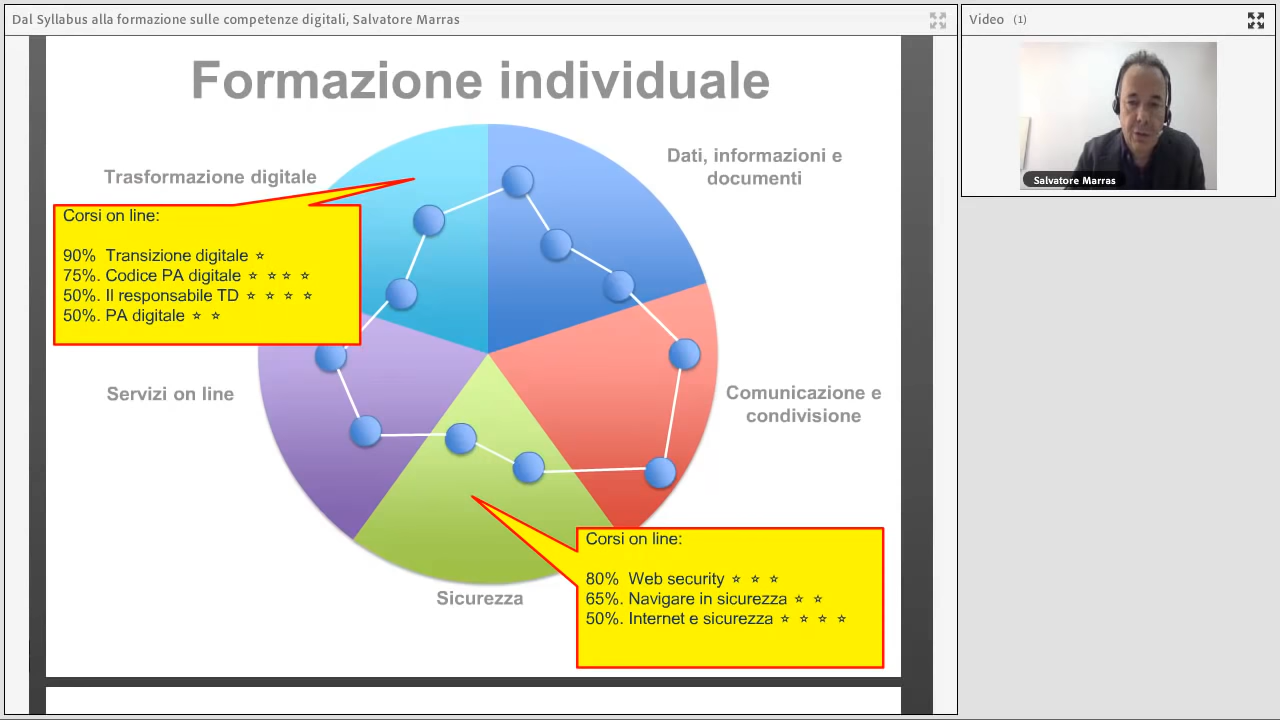 Dal Syllabus alla formazione sulle competenze digitali, Salvatore Marras
Video (1)
Formazione individuale
Dati, informazioni e
documenti
Trasformazione digitale
Corsi on line:
90% Transizione digitale ☆
75%. Codice PA digitale ☆ ☆ ☆ ☆
50%. Il responsabile TD ☆ ☆ ☆ ☆
50%. PA digitale ☆ ☆
Servizi on line
Comunicazione e
condivisione
Corsi on line:
80% Web security ☆ ☆ ☆
65%. Navigare in sicurezza ☆ ☆
50%. Internet e sicurezza ☆ ☆ ☆ ☆
Sicurezza
Salvatore Marras